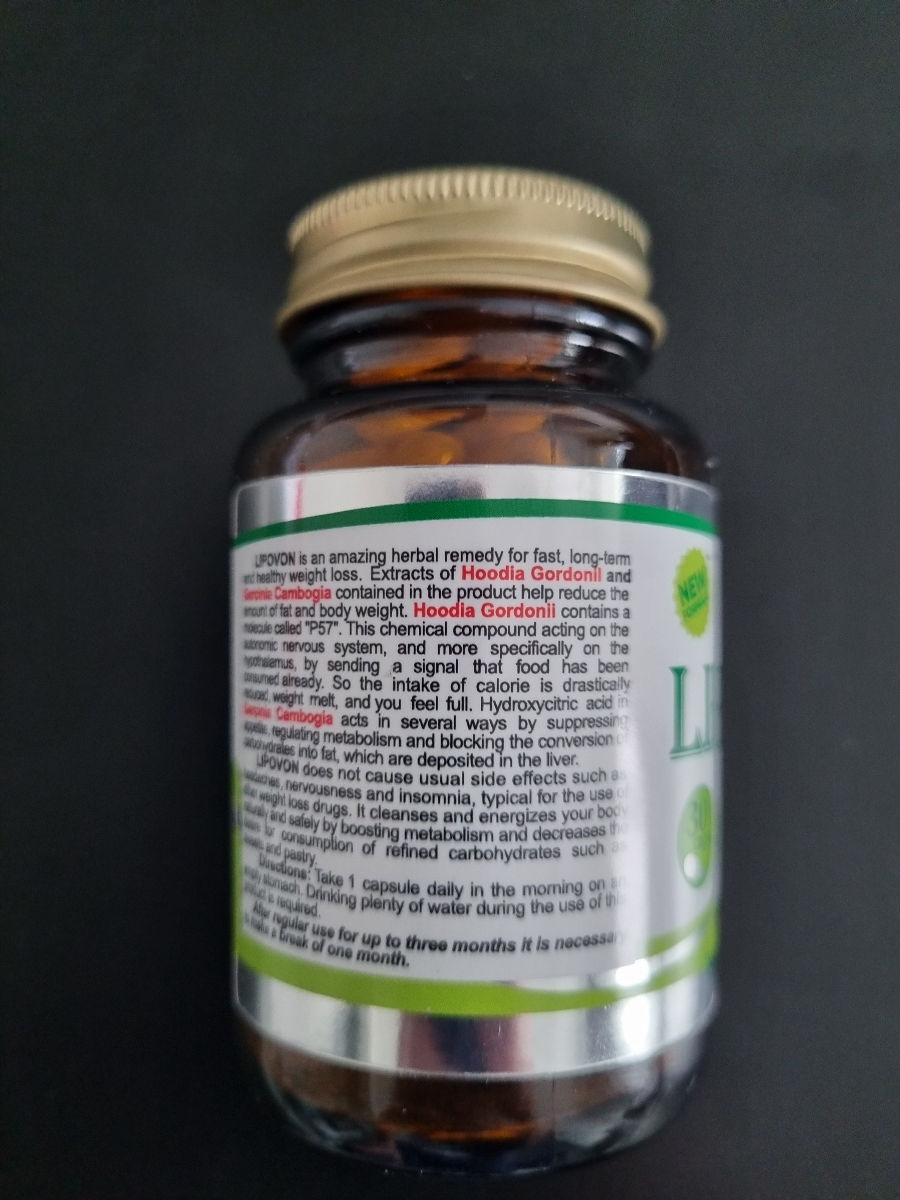 LIPOVON is an amazing herbal remedy for fast, long-term
and healthy weight loss. Extracts of Hoodia Gordonii and
Garcinia Cambogia contained in the product help reduce the
amount of fat and body weight. Hoodia Gordonii contains a
molecule called "P57". This chemical compound acting on the
autonomic nervous system, and more specifically on the
hypothalamus, by sending a signal that food has been
consumed already. So the intake of calorie is drastically
reduced, weight melt, and you feel full. Hydroxycitric acid in
Garcinia Cambogia acts in several ways by suppressing
appetite, regulating metabolism and blocking the conversion of
carbohydrates into fat, which are deposited in the liver.
LIPOVON does not cause usual side effects such as
headaches, nervousness and insomnia, typical for the use of
other weight loss drugs. It cleanses and energizes your body
naturally and safely by boosting metabolism and decreases the
desire for consumption of refined carbohydrates such as
sweets and pastry.
Directions: Take 1 capsule daily in the morning on an
empty stomach. Drinking plenty of water during the use of this
product is required.
After regular use for up to three months it is necessary
to make a break of one month.
NEW
LI
30